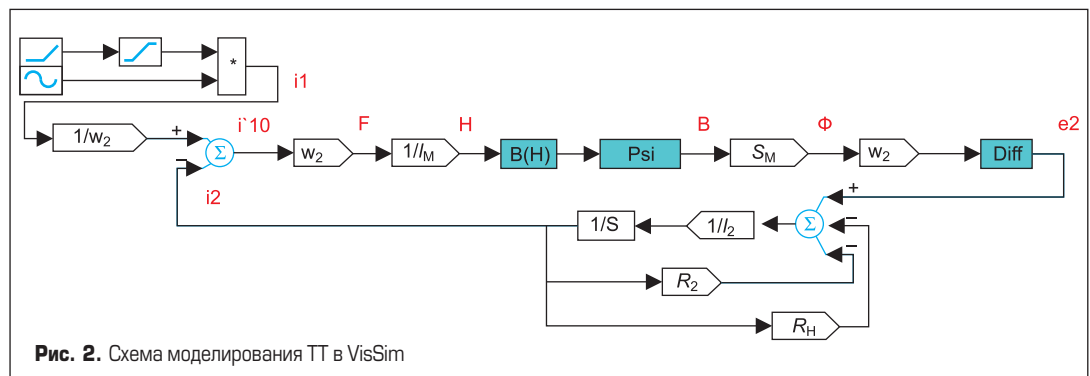 *
i1
1/w2
+
−
Σ
i`10
w2
F
1/lM
H
B(H)
Psi
B
SM
Ф
w2
Diff
e2
i2
1/S
1/l2
Σ
+
−
−
R2
RH
Рис. 2. Схема моделирования ТТ в VisSim